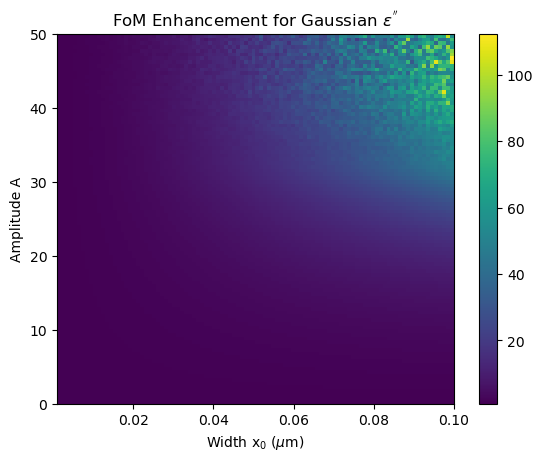 FoM Enhancement for Gaussian ε″
50
40
30
20
10
0
Amplitude A
0.02 0.04 0.06 0.08 0.10
Width x₀ (μm)
100
80
60
40
20